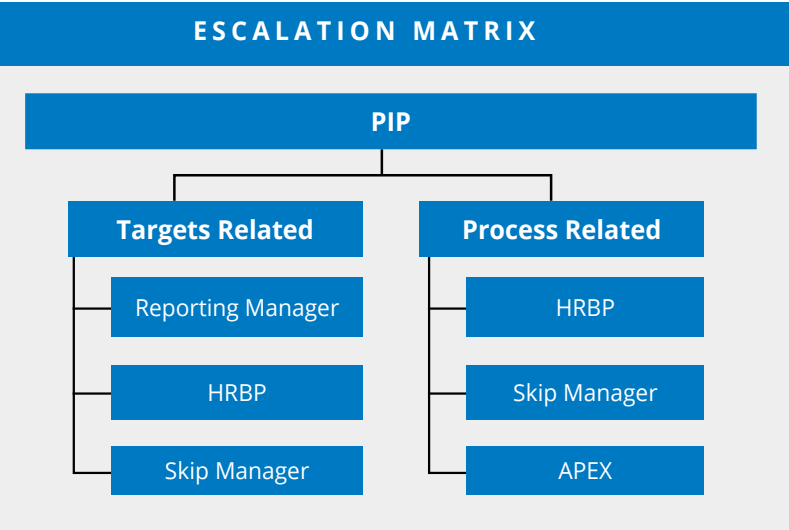 ESCALATION MATRIX
PIP
Targets Related
Reporting Manager
HRBP
Skip Manager
Process Related
HRBP
Skip Manager
APEX